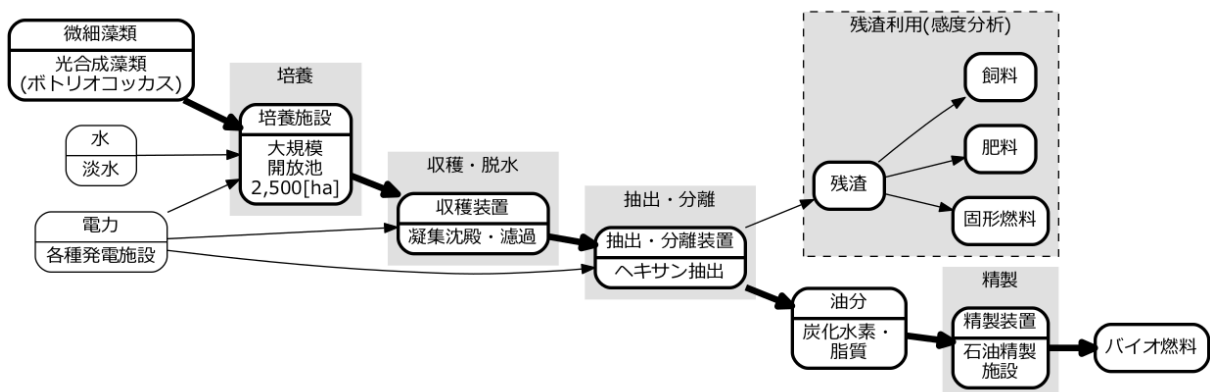 微細藻類
光合成藻類
(ボトリオコッカス)
水
淡水
電力
各種発電施設
培養
培養施設
大規模
開放池
2,500[ha]
収穫・脱水
収穫装置
凝集沈殿・濾過
抽出・分離
抽出・分離装置
ヘキサン抽出
残渣利用(感度分析)
残渣
飼料
肥料
固形燃料
油分
炭化水素・
脂質
精製
精製装置
石油精製
施設
バイオ燃料